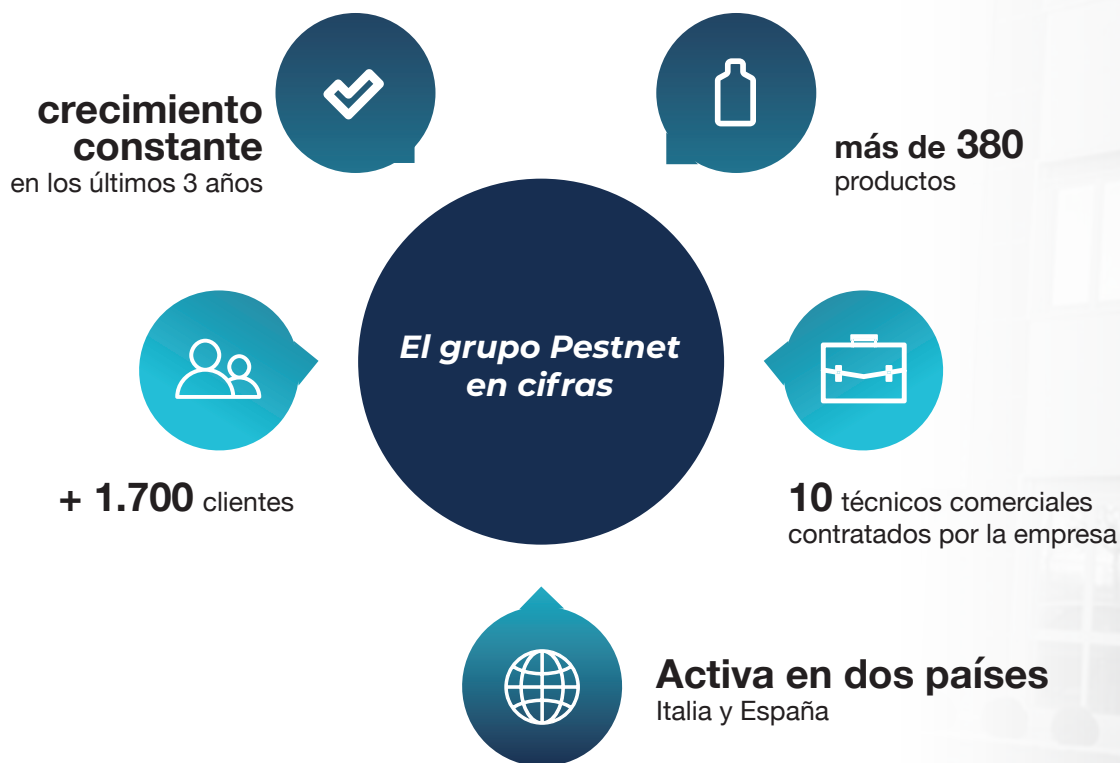 crecimiento
constante
en los últimos 3 años
más de 380
productos
El grupo Pestnet
en cifras
+ 1.700 clientes
10 técnicos comerciales
contratados por la empresa
Activa en dos países
Italia y España